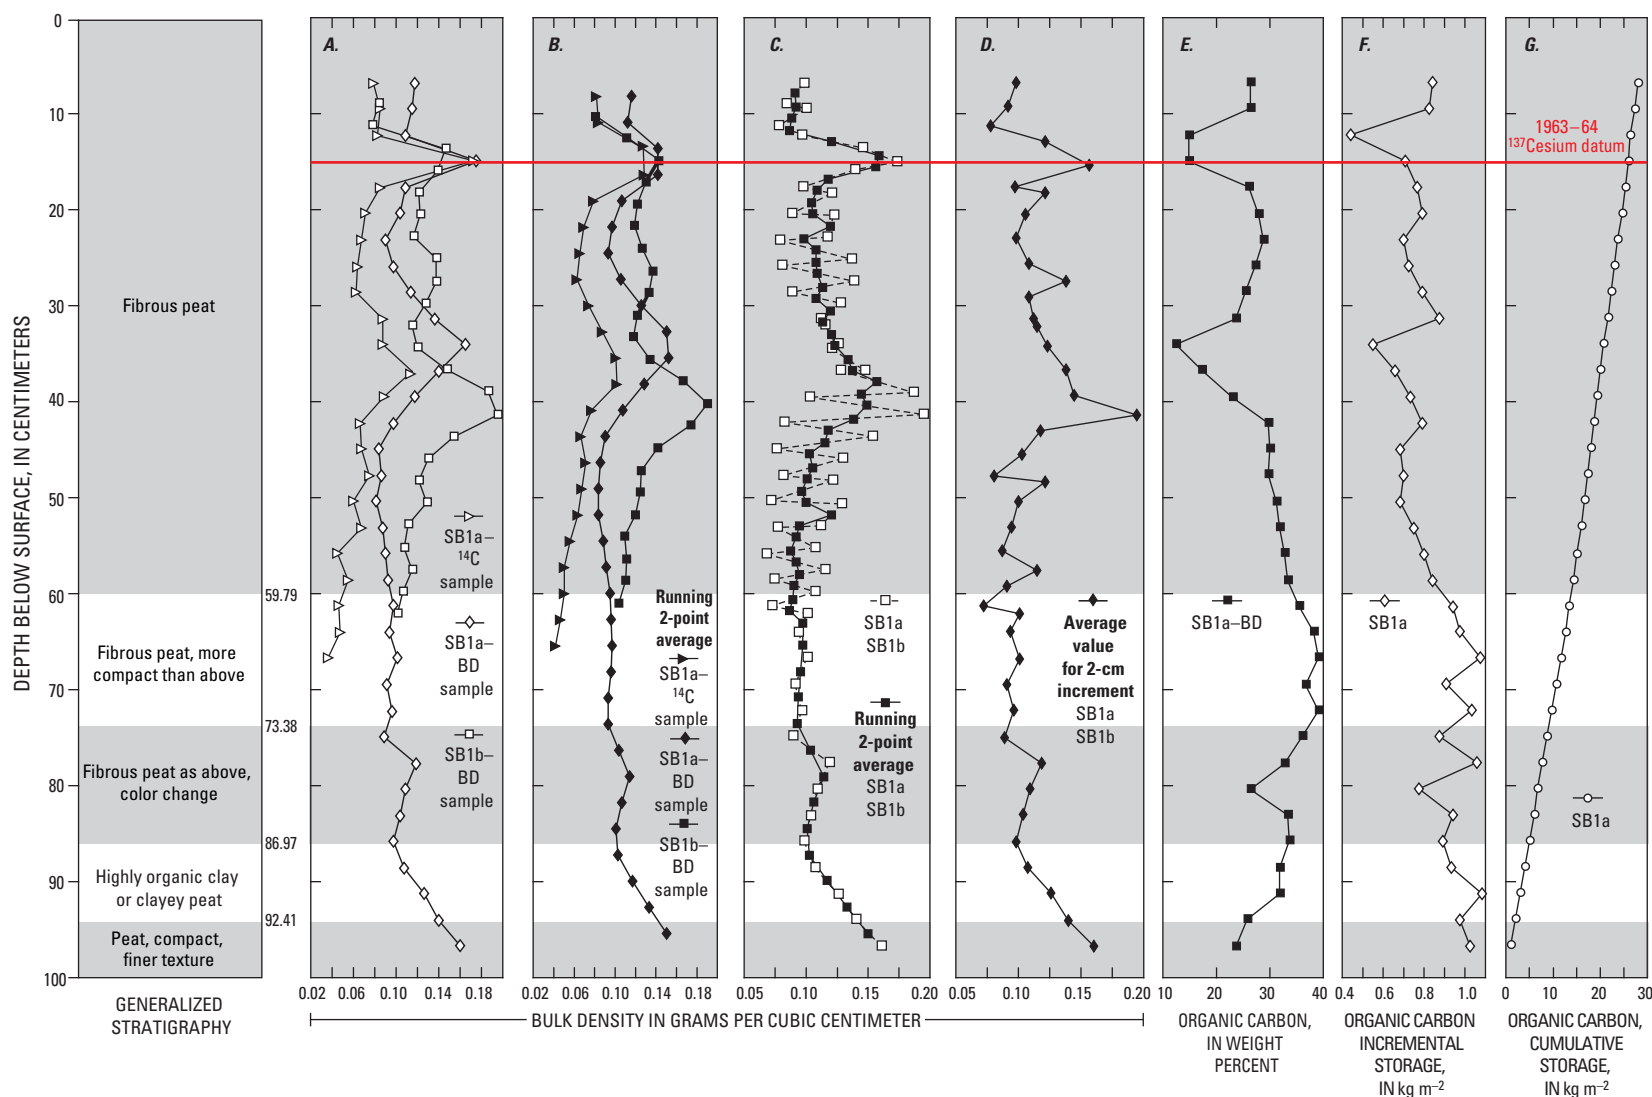 DEPTH BELOW SURFACE, IN CENTIMETERS
0
10
20
30
40
50
60
70
80
90
100
Fibrous peat
Fibrous peat, more
compact than above
Fibrous peat as above,
color change
Highly organic clay
or clayey peat
Peat, compact,
finer texture
GENERALIZED
STRATIGRAPHY
59.79
73.38
86.97
92.41
A.
SB1a–
14C
sample
SB1a–
BD
sample
SB1b–
BD
sample
0.02 0.06 0.10 0.14 0.18
B.
Running
2-point
average
SB1a–
14C
sample
SB1a–
BD
sample
SB1b–
BD
sample
0.02 0.06 0.10 0.14 0.18
C.
SB1a
SB1b
Running
2-point
average
SB1a
SB1b
0.05 0.10 0.15 0.20
D.
Average
value
for 2-cm
increment
SB1a
SB1b
0.05 0.10 0.15 0.20
BULK DENSITY IN GRAMS PER CUBIC CENTIMETER
E.
SB1a–BD
10 20 30 40
ORGANIC CARBON,
IN WEIGHT
PERCENT
F.
SB1a
0.4 0.6 0.8 1.0
ORGANIC CARBON
INCREMENTAL
STORAGE,
IN kg m–2
G.
1963–64
137Cesium datum
SB1a
0 10 20 30
ORGANIC CARBON,
CUMULATIVE
STORAGE,
IN kg m–2